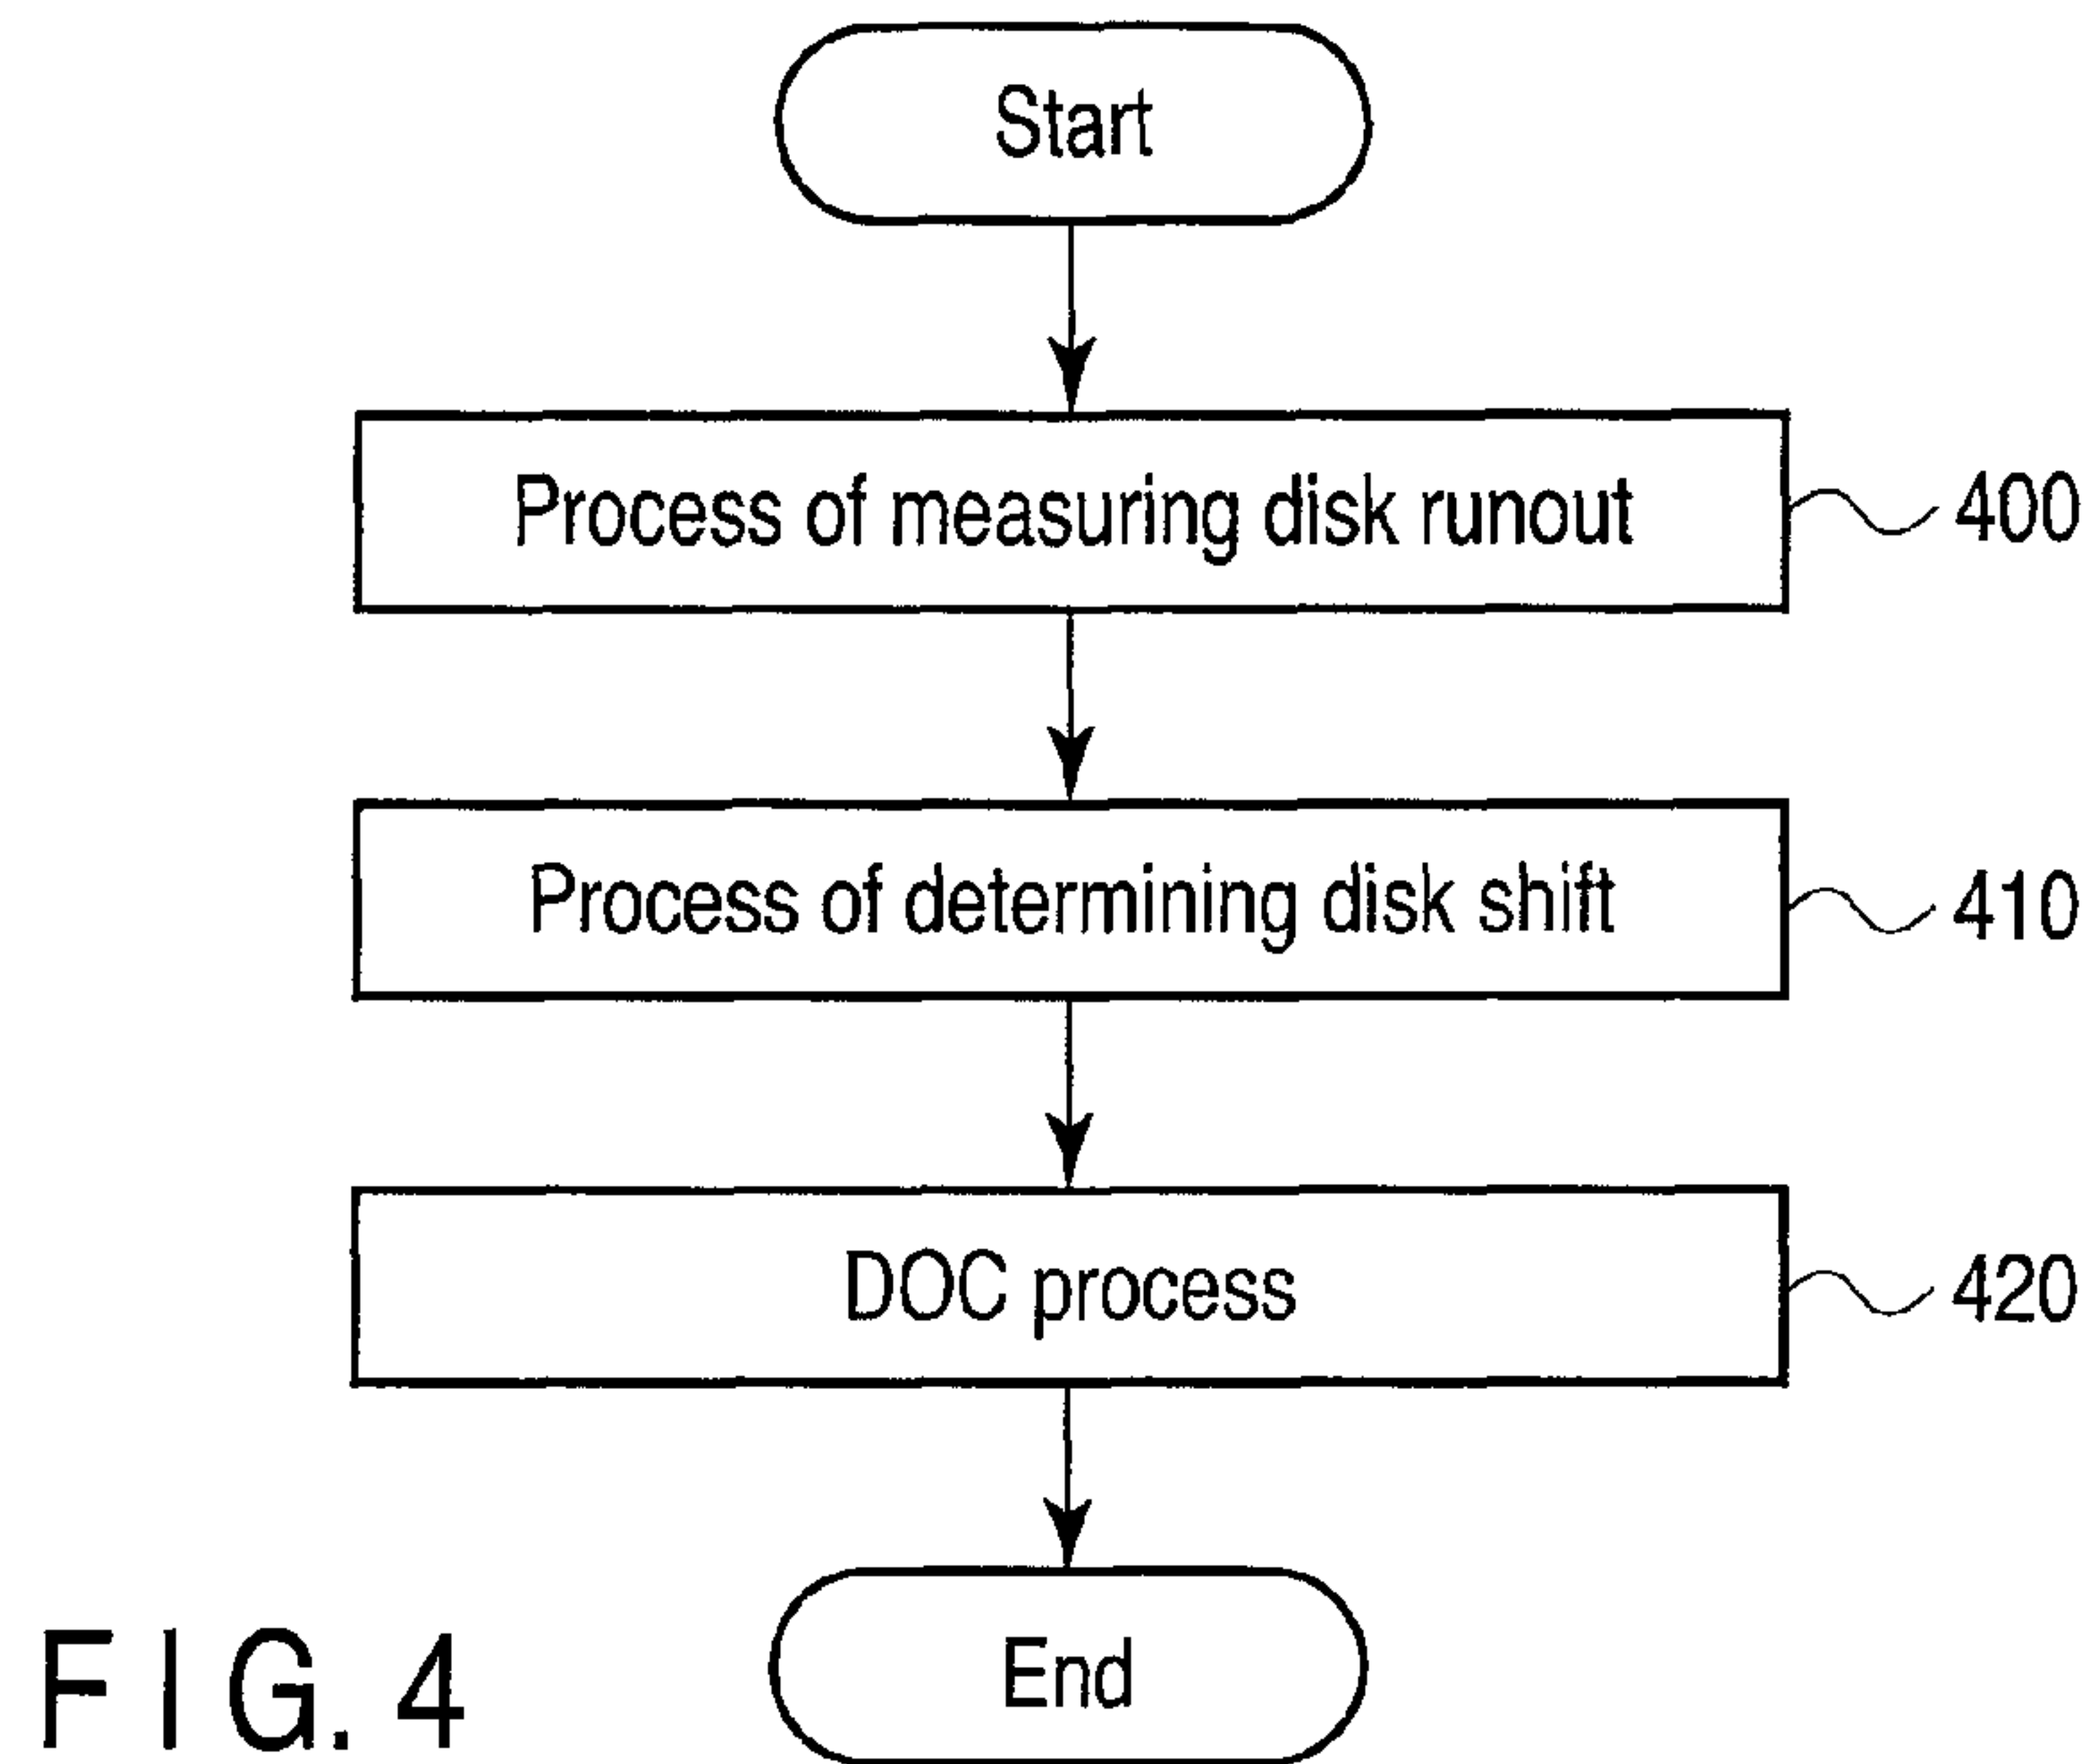 Start
Process of measuring disk runout
400
Process of determining disk shift
410
DOC process
420
End
FIG. 4